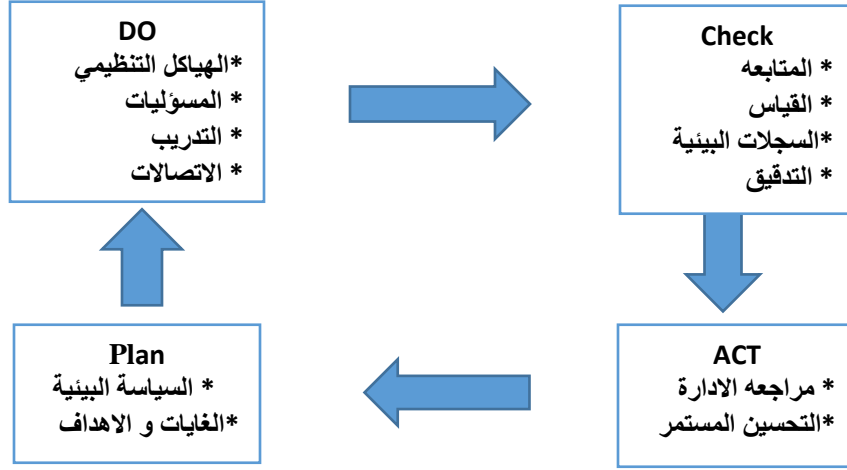 DO
*الهياكل التنظيمي
* المسؤليات
* التدريب
* الاتصالات
Check
* المتابعه
* القياس
*السجلات البيئية
* التدقيق
Plan
* السياسة البيئية
*الغايات و الاهداف
ACT
* مراجعه الادارة
*التحسين المستمر